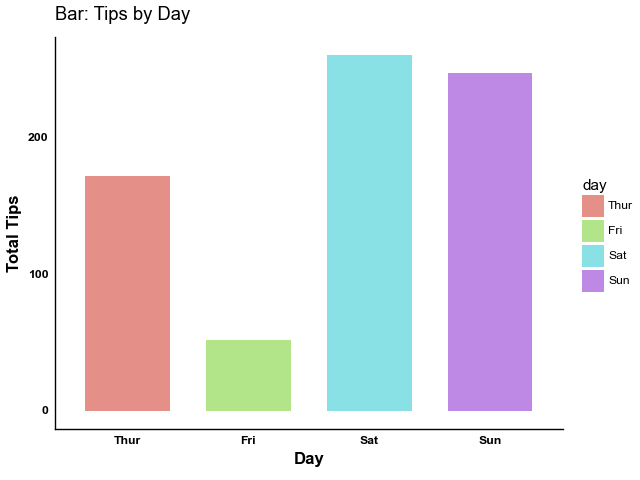 Bar: Tips by Day
Total Tips
200
100
0
Thur Fri Sat Sun
Day
day
Thur
Fri
Sat
Sun